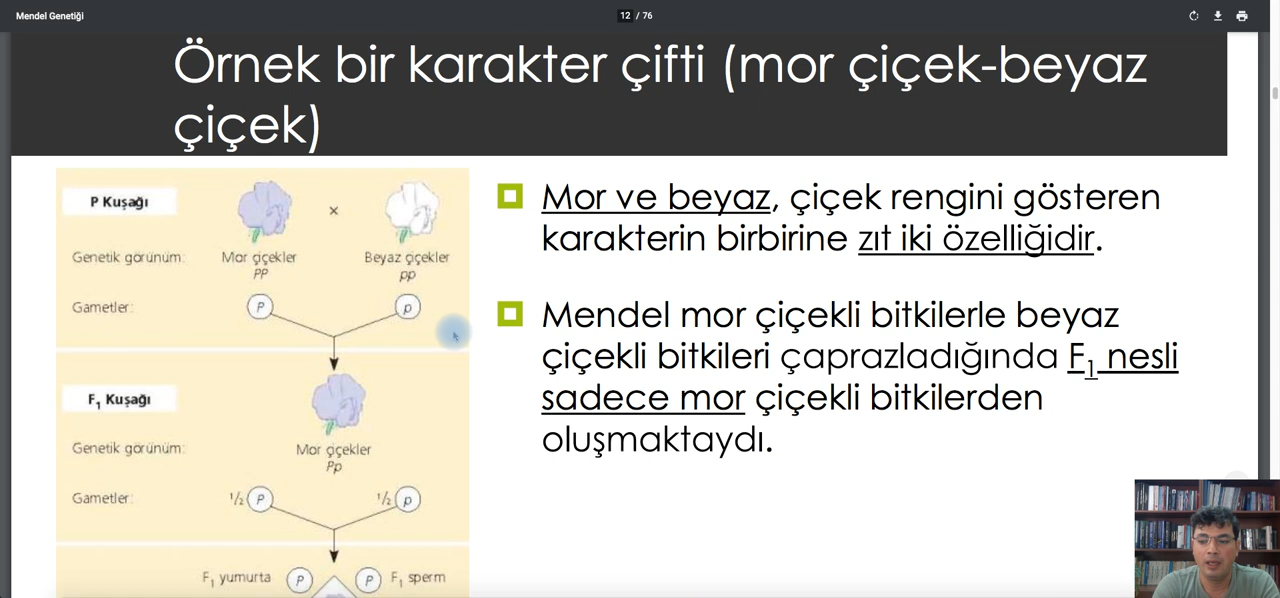 Mendel Genetiği
12 / 76
Örnek bir karakter çifti (mor çiçek-beyaz
çiçek)
P Kuşağı
×
Genetik görünüm:
Mor çiçekler
PP
Beyaz çiçekler
pp
Gametler:
P
p
F1 Kuşağı
Genetik görünüm:
Mor çiçekler
Pp
Gametler:
1/2 P
1/2 p
F1 yumurta
P
P
F1 sperm
Mor ve beyaz, çiçek rengini gösteren
karakterin birbirine zıt iki özelliğidir.
Mendel mor çiçekli bitkilerle beyaz
çiçekli bitkileri çaprazladığında F1 nesli
sadece mor çiçekli bitkilerden
oluşmaktaydı.